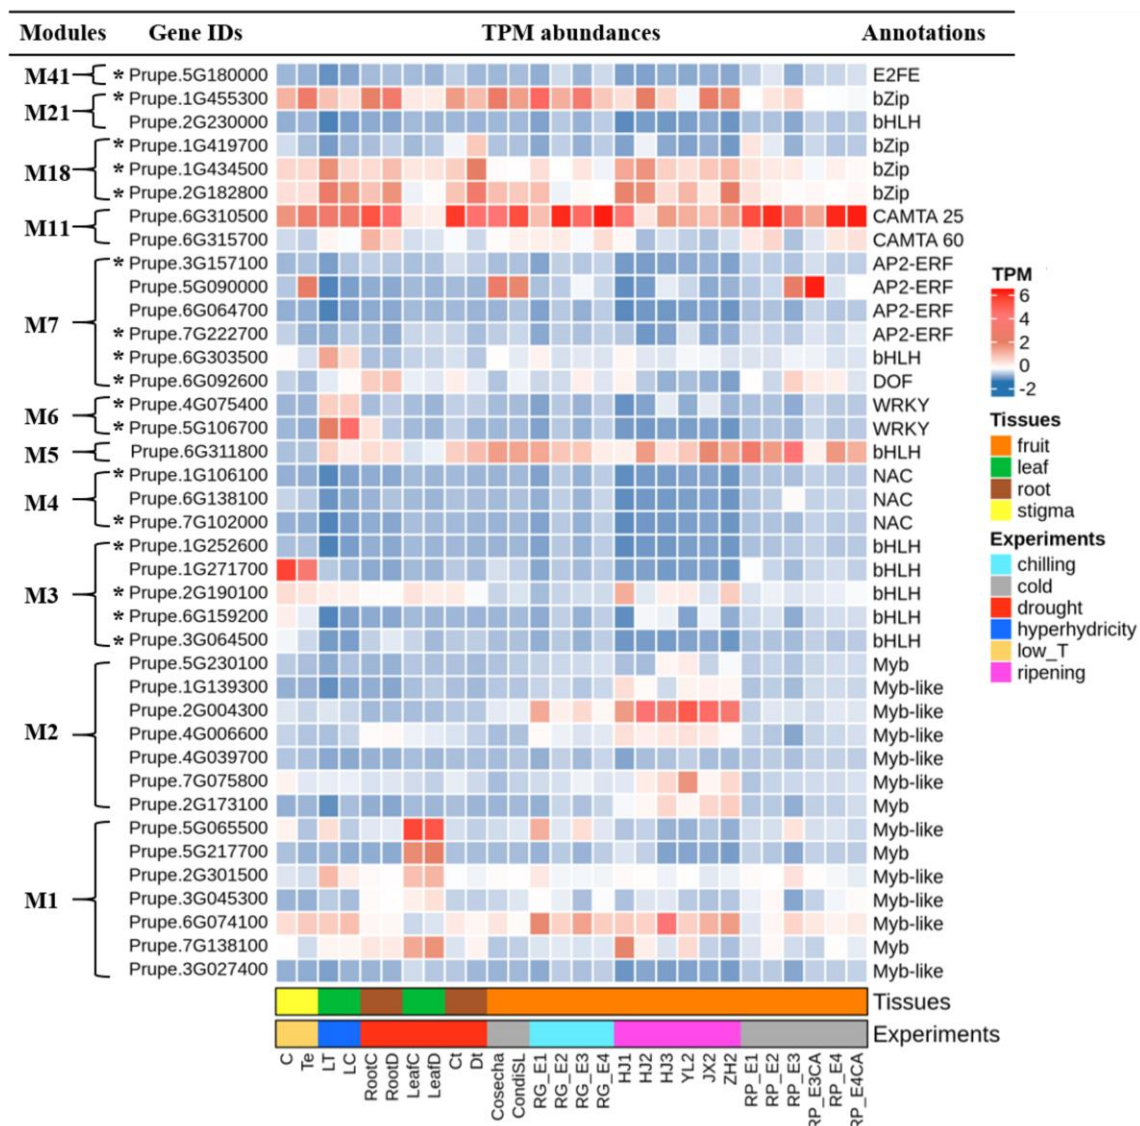 Modules Gene IDs TPM abundances Annotations
M41 * Prupe.5G180000 E2FE
M21 * Prupe.1G455300 bZip
Prupe.2G230000 bHLH
M18 * Prupe.1G419700 bZip
* Prupe.1G434500 bZip
* Prupe.2G182800 bZip
M11 Prupe.6G310500 CAMTA 25
Prupe.6G315700 CAMTA 60
M7 * Prupe.3G157100 AP2-ERF
Prupe.5G090000 AP2-ERF
Prupe.6G064700 AP2-ERF
* Prupe.7G222700 AP2-ERF
* Prupe.6G303500 bHLH
* Prupe.6G092600 DOF
M6 * Prupe.4G075400 WRKY
* Prupe.5G106700 WRKY
M5 Prupe.6G311800 bHLH
M4 * Prupe.1G106100 NAC
Prupe.6G138100 NAC
* Prupe.7G102000 NAC
M3 * Prupe.1G252600 bHLH
Prupe.1G271700 bHLH
* Prupe.2G190100 bHLH
* Prupe.6G159200 bHLH
* Prupe.3G064500 bHLH
M2 Prupe.5G230100 Myb
Prupe.1G139300 Myb-like
Prupe.2G004300 Myb-like
Prupe.4G006600 Myb-like
Prupe.4G039700 Myb-like
Prupe.7G075800 Myb-like
Prupe.2G173100 Myb
M1 Prupe.5G065500 Myb-like
Prupe.5G217700 Myb
Prupe.2G301500 Myb-like
Prupe.3G045300 Myb-like
Prupe.6G074100 Myb-like
Prupe.7G138100 Myb
Prupe.3G027400 Myb-like
Tissues
Experiments
C Te LT LC RootC RootD LeafC LeafD Ct Dt Cosecha CondiSL RG_E1 RG_E2 RG_E3 RG_E4 HJ1 HJ2 HJ3 YL2 JX2 ZH2 RP_E1 RP_E2 RP_E3 RP_E3CA RP_E4 RP_E4CA
TPM
6
4
2
0
-2
Tissues
fruit
leaf
root
stigma
Experiments
chilling
cold
drought
hyperhydricity
low_T
ripening